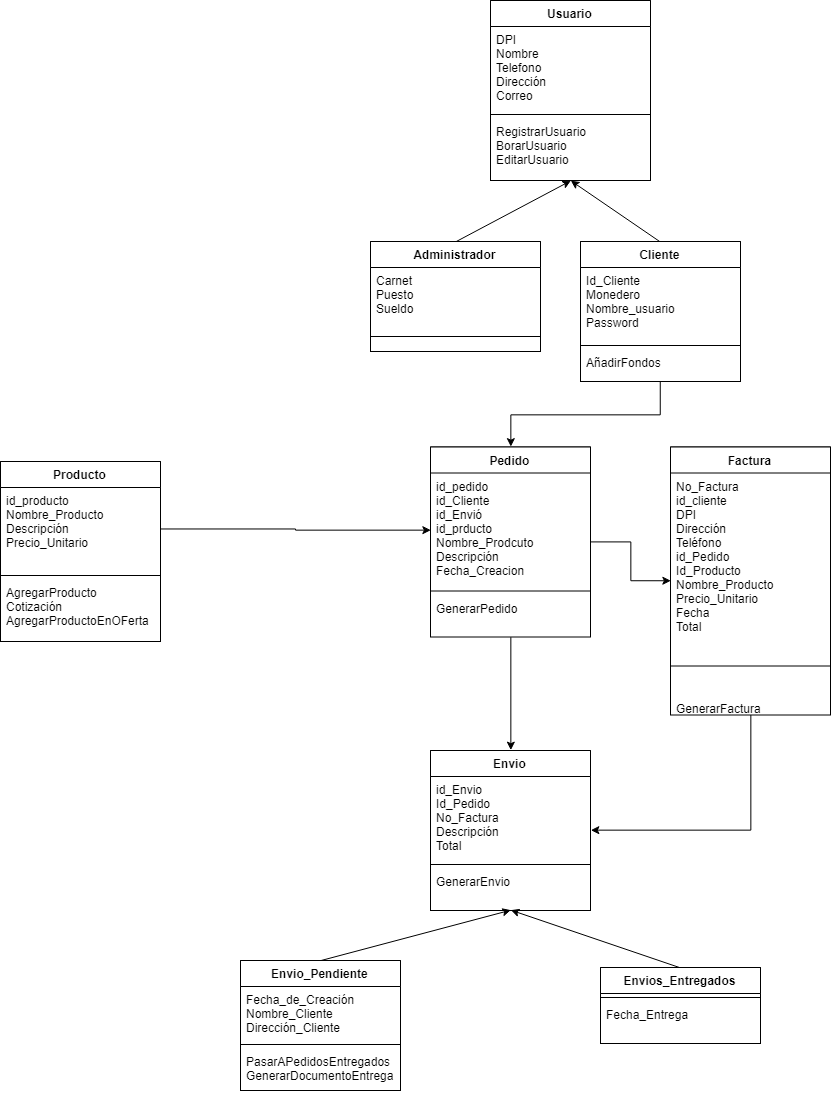 Usuario
DPI
Nombre
Telefono
Dirección
Correo
RegistrarUsuario
BorarUsuario
EditarUsuario
Administrador
Carnet
Puesto
Sueldo
Cliente
Id_Cliente
Monedero
Nombre_usuario
Password
AñadirFondos
Producto
id_producto
Nombre_Producto
Descripción
Precio_Unitario
AgregarProducto
Cotización
AgregarProductoEnOFerta
Pedido
id_pedido
id_Cliente
id_Envió
id_prducto
Nombre_Prodcuto
Descripción
Fecha_Creacion
GenerarPedido
Factura
No_Factura
id_cliente
DPI
Dirección
Teléfono
id_Pedido
Id_Producto
Nombre_Producto
Precio_Unitario
Fecha
Total
GenerarFactura
Envio
id_Envio
Id_Pedido
No_Factura
Descripción
Total
GenerarEnvio
Envio_Pendiente
Fecha_de_Creación
Nombre_Cliente
Dirección_Cliente
PasarAPedidosEntregados
GenerarDocumentoEntrega
Envios_Entregados
Fecha_Entrega